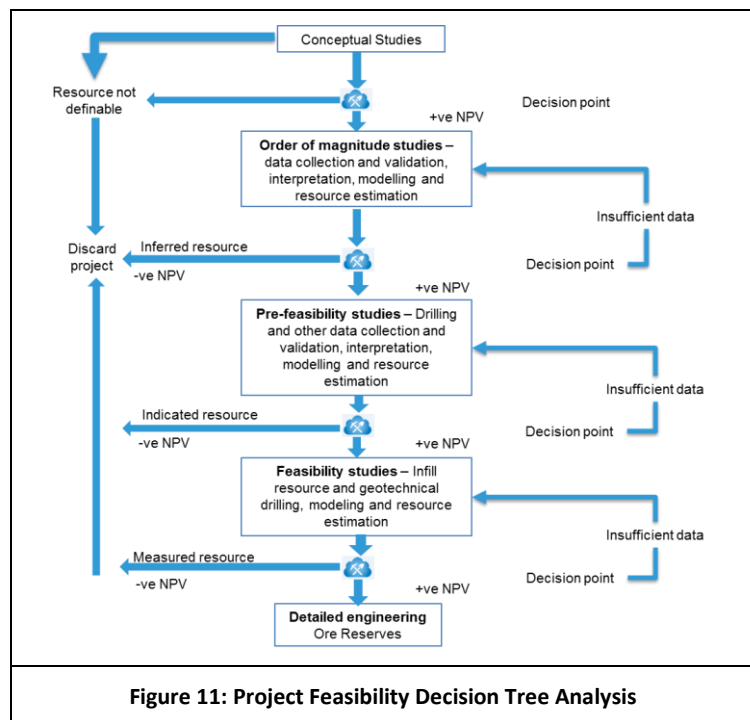 Conceptual Studies
Resource not
definable
+ve NPV
Decision point
Order of magnitude studies –
data collection and validation,
interpretation, modelling and
resource estimation
Insufficient data
Discard
project
Inferred resource
-ve NPV
Decision point
+ve NPV
Pre-feasibility studies – Drilling
and other data collection and
validation, interpretation,
modelling and resource
estimation
Insufficient data
Indicated resource
-ve NPV
Decision point
+ve NPV
Feasibility studies – Infill
resource and geotechnical
drilling, modeling and resource
estimation
Insufficient data
Measured resource
-ve NPV
Decision point
+ve NPV
Detailed engineering
Ore Reserves
Figure 11: Project Feasibility Decision Tree Analysis